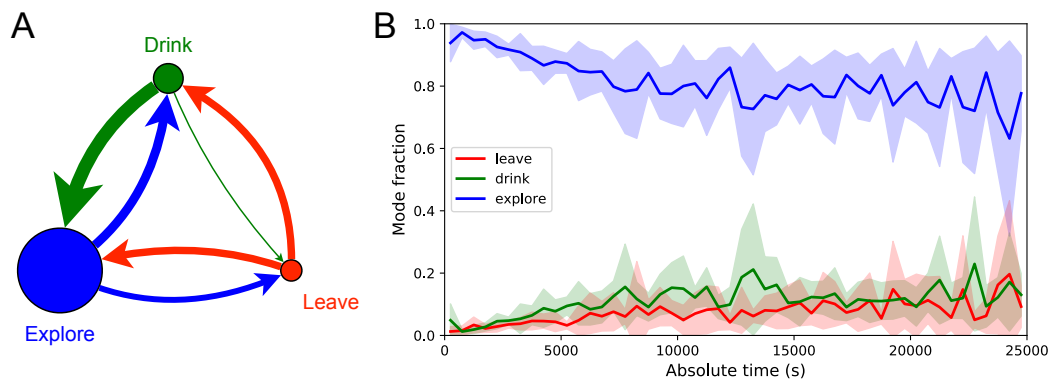 A
Drink
Explore
Leave
B
Mode fraction
1.0
0.8
0.6
0.4
0.2
0.0
leave
drink
explore
0
5000
10000
15000
20000
25000
Absolute time (s)